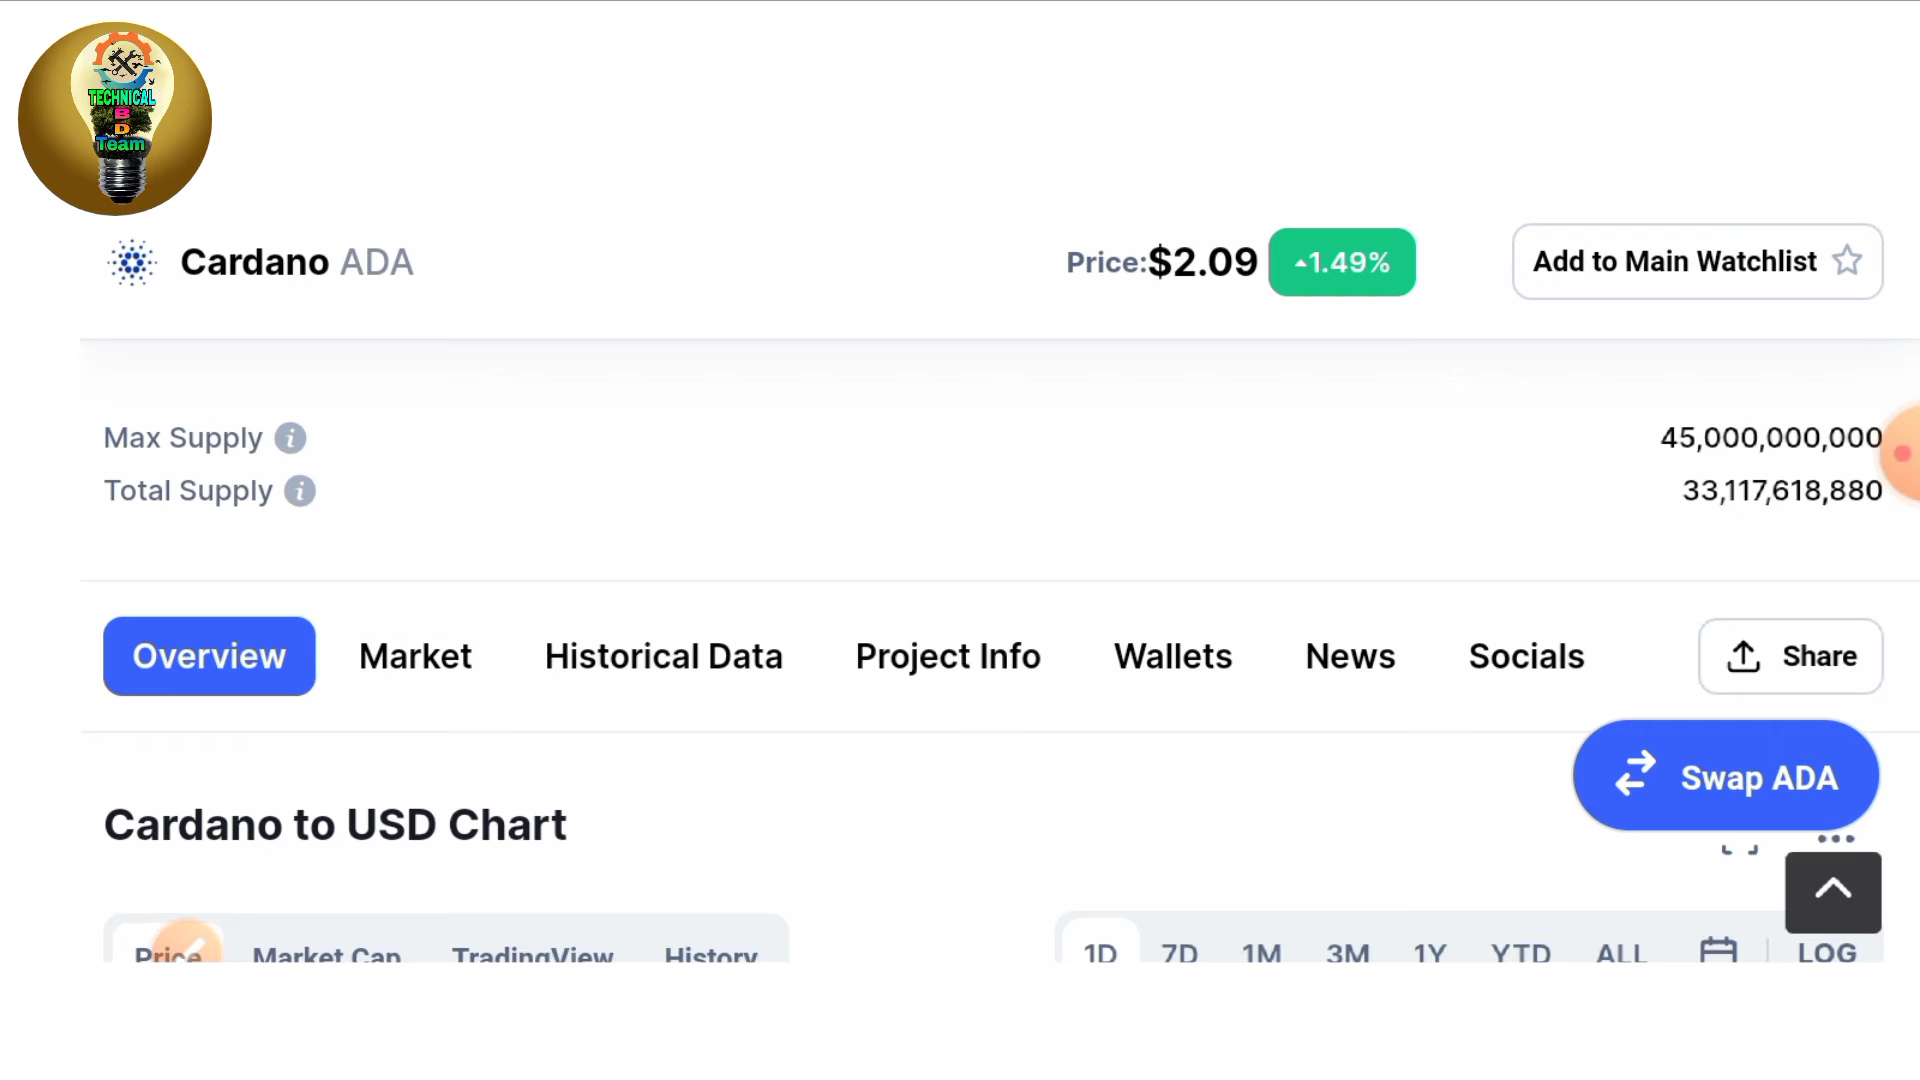 TECHNICAL
B
D
Team
Cardano ADA
Price:$2.09 1.49%
Add to Main Watchlist
Max Supply 45,000,000,000
Total Supply 33,117,618,880
Overview Market Historical Data Project Info Wallets News Socials Share
Swap ADA
Cardano to USD Chart
Price Market Cap TradingView History 1D 7D 1M 3M 1Y YTD ALL LOG